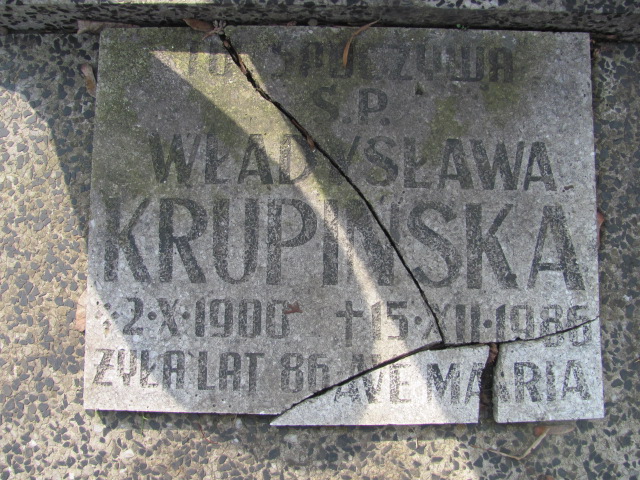 TU SPOCZYWA
Ś.P.
WŁADYSŁAWA
KRUPIŃSKA
*2·X·1900 †15·XII·1986
ŻYŁA LAT 86 AVE MARIA